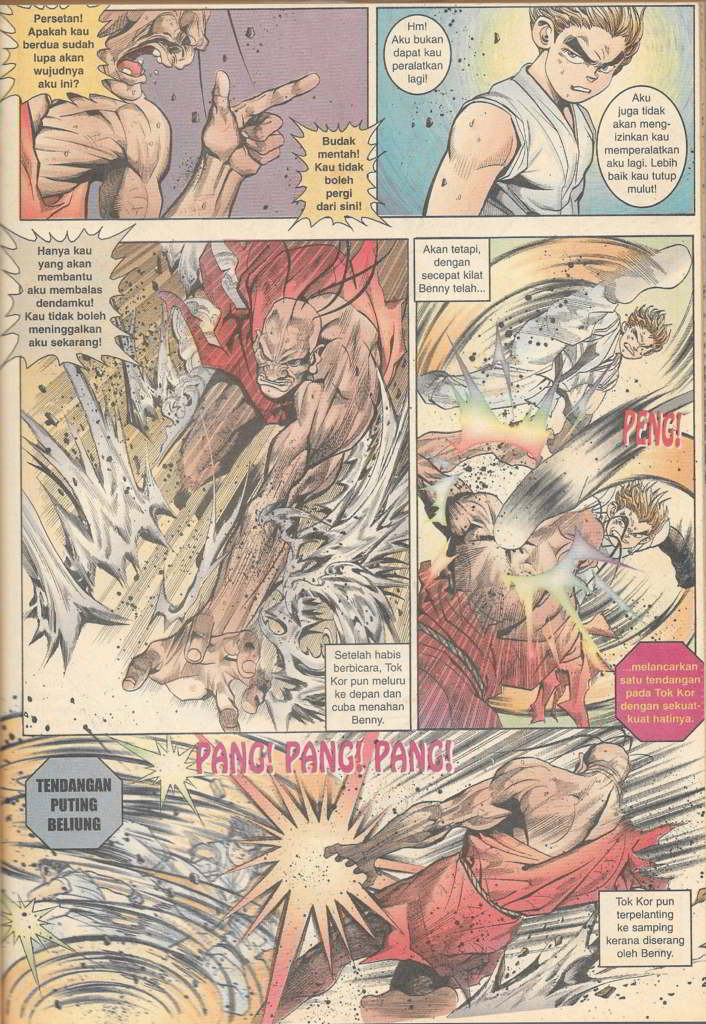 Persetan!
Apakah kau
berdua sudah
lupa akan
wujudnya
aku ini?
Budak
mentah!
Kau tidak
boleh
pergi
dari sini!
Hm!
Aku bukan
dapat kau
peralatkan
lagi!
Aku
juga tidak
akan meng-
izinkan kau
memperalatkan
aku lagi. Lebih
baik kau tutup
mulut!
Hanya kau
yang akan
membantu
aku membalas
dendamku!
Kau tidak boleh
meninggalkan
aku sekarang!
Setelah habis
berbicara, Tok
Kor pun meluru
ke depan dan
cuba menahan
Benny.
Akan tetapi,
dengan
secepat kilat
Benny telah...
PENG!
...melancarkan
satu tendangan
pada Tok Kor
dengan sekuat-
kuat hatinya.
PANG! PANG! PANG!
TENDANGAN
PUTING
BELIUNG
Tok Kor pun
terpelanting
ke samping
kerana diserang
oleh Benny.